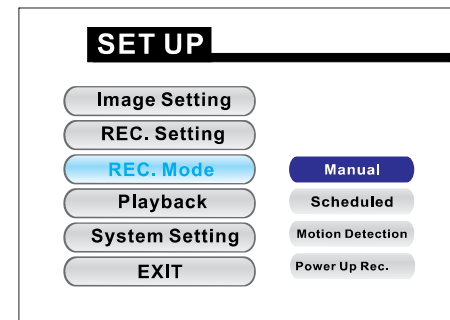 SET UP
Image Setting
REC. Setting
REC. Mode
Manual
Playback
Scheduled
System Setting
Motion Detection
EXIT
Power Up Rec.